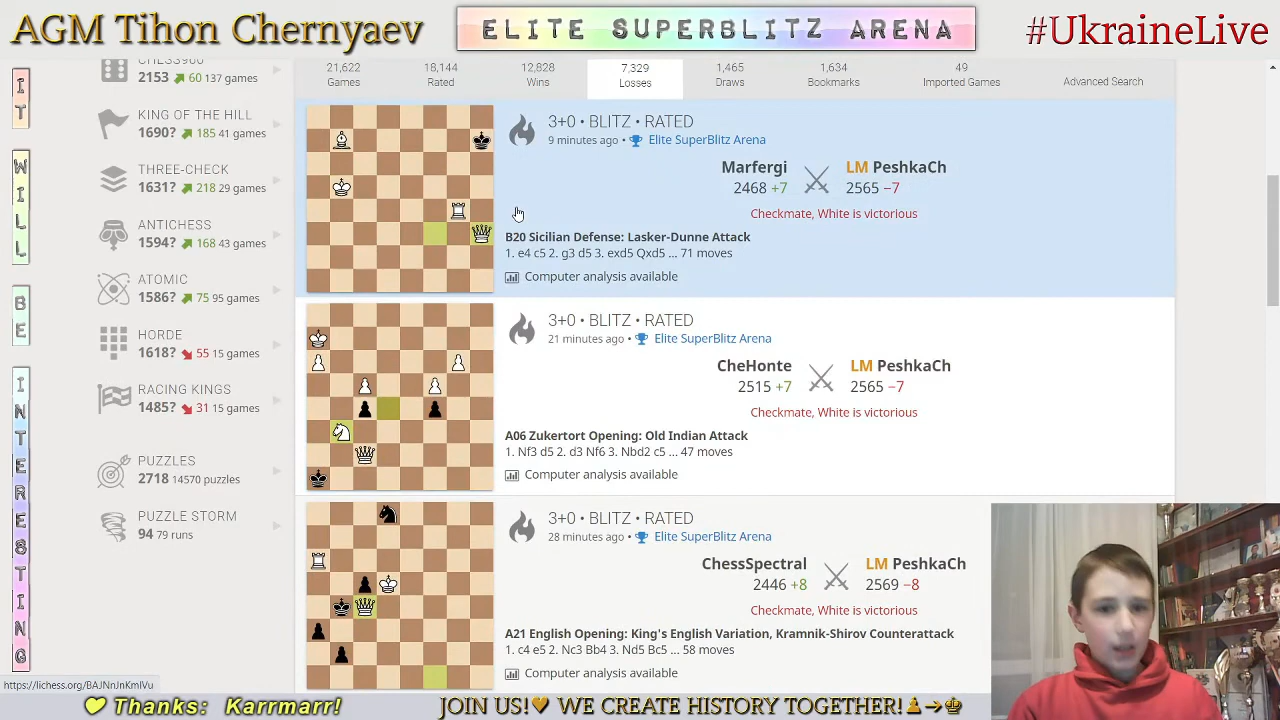 AGM Tihon Chernyaev
ELITE SUPERBLITZ ARENA
#UkraineLive
IT
WILL
BE
INTERESTING
CHESS960
2153 60 137 games
KING OF THE HILL
1690? 185 41 games
THREE-CHECK
1631? 218 29 games
ANTICHESS
1594? 168 43 games
ATOMIC
1586? 75 95 games
HORDE
1618? 55 15 games
RACING KINGS
1485? 31 15 games
PUZZLES
2718 14570 puzzles
PUZZLE STORM
94 79 runs
21,622 18,144 12,828 7,329 1,465 1,634 49
Games Rated Wins Losses Draws Bookmarks Imported Games Advanced Search
3+0 • BLITZ • RATED
9 minutes ago • Elite SuperBlitz Arena
Marfergi LM PeshkaCh
2468 +7 2565 −7
Checkmate, White is victorious
B20 Sicilian Defense: Lasker-Dunne Attack
1. e4 c5 2. g3 d5 3. exd5 Qxd5 ... 71 moves
Computer analysis available
3+0 • BLITZ • RATED
21 minutes ago • Elite SuperBlitz Arena
CheHonte LM PeshkaCh
2515 +7 2565 −7
Checkmate, White is victorious
A06 Zukertort Opening: Old Indian Attack
1. Nf3 d5 2. d3 Nf6 3. Nbd2 c5 ... 47 moves
Computer analysis available
3+0 • BLITZ • RATED
28 minutes ago • Elite SuperBlitz Arena
ChessSpectral LM PeshkaCh
2446 +8 2569 −8
Checkmate, White is victorious
A21 English Opening: King's English Variation, Kramnik-Shirov Counterattack
1. c4 e5 2. Nc3 Bb4 3. Nd5 Bc5 ... 58 moves
Computer analysis available
https://lichess.org/BAJNnJnKmIVu
Thanks: Karrmarr!
JOIN US! WE CREATE HISTORY TOGETHER!